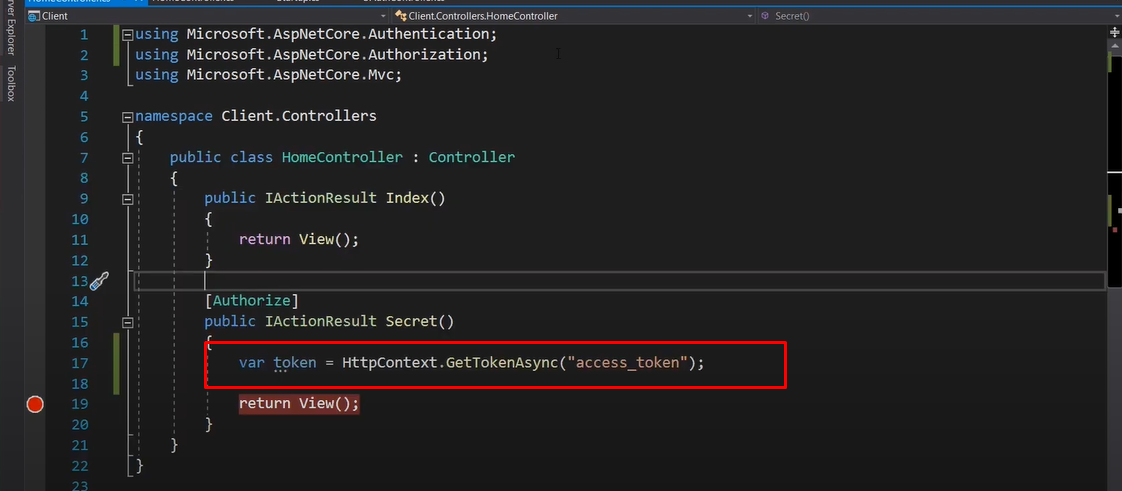 Server Explorer
Toolbox
Client
Client.Controllers.HomeController
Secret()
1 using Microsoft.AspNetCore.Authentication;
2 using Microsoft.AspNetCore.Authorization;
3 using Microsoft.AspNetCore.Mvc;
4
5 namespace Client.Controllers
6 {
7 public class HomeController : Controller
8 {
9 public IActionResult Index()
10 {
11 return View();
12 }
13
14 [Authorize]
15 public IActionResult Secret()
16 {
17 var token = HttpContext.GetTokenAsync("access_token");
18
19 return View();
20 }
21 }
22 }
23